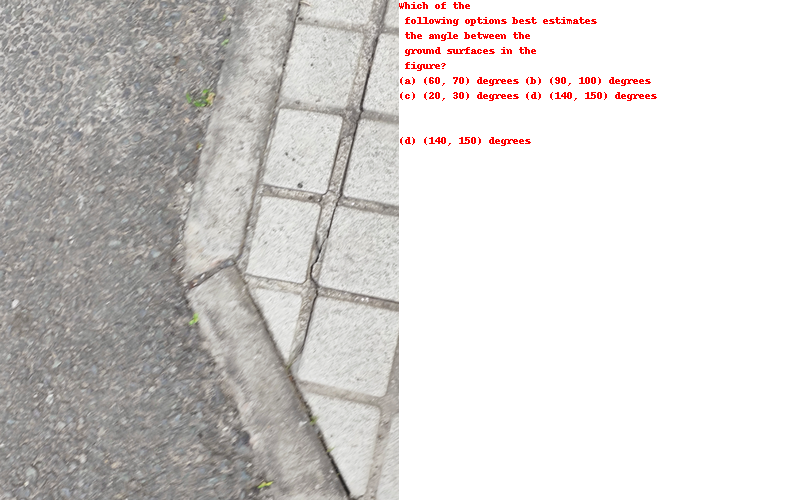 Which of the
following options best estimates
the angle between the
ground surfaces in the
figure?
(a) (60, 70) degrees (b) (90, 100) degrees
(c) (20, 30) degrees (d) (140, 150) degrees
(d) (140, 150) degrees